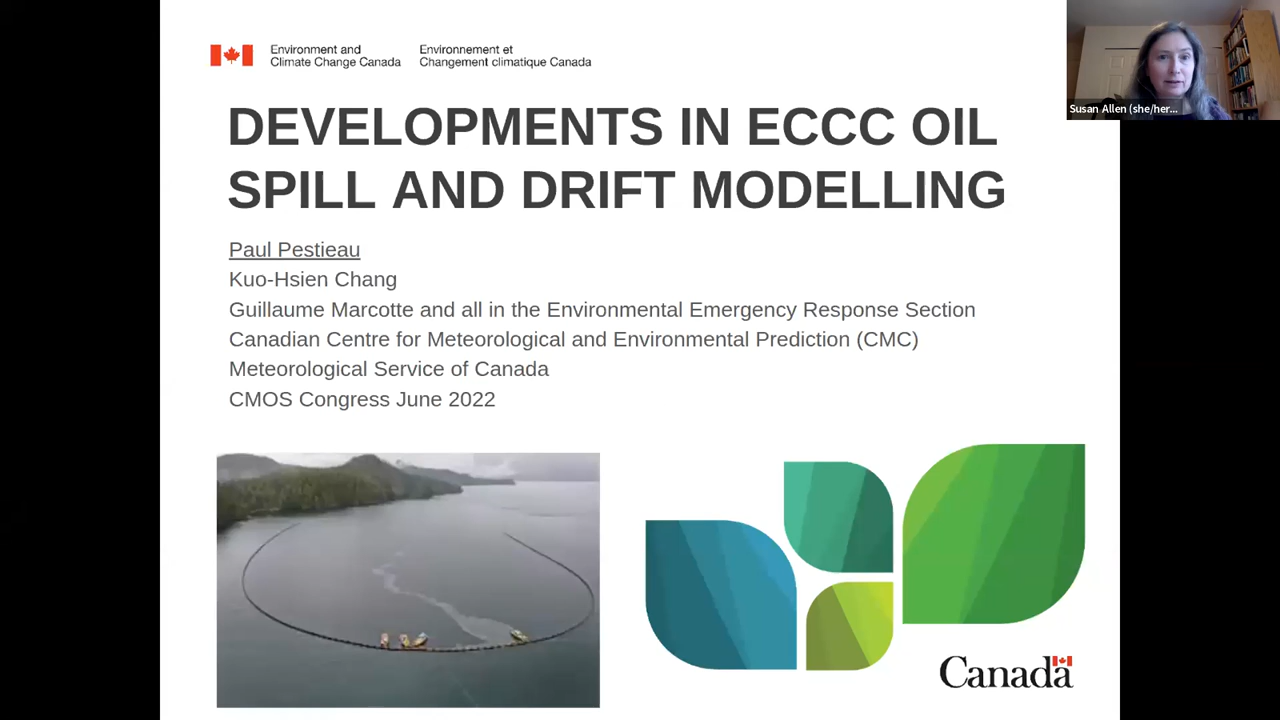 Environment and
Climate Change Canada
Environnement et
Changement climatique Canada
Susan Allen (she/her...
DEVELOPMENTS IN ECCC OIL
SPILL AND DRIFT MODELLING
Paul Pestieau
Kuo-Hsien Chang
Guillaume Marcotte and all in the Environmental Emergency Response Section
Canadian Centre for Meteorological and Environmental Prediction (CMC)
Meteorological Service of Canada
CMOS Congress June 2022
Canada